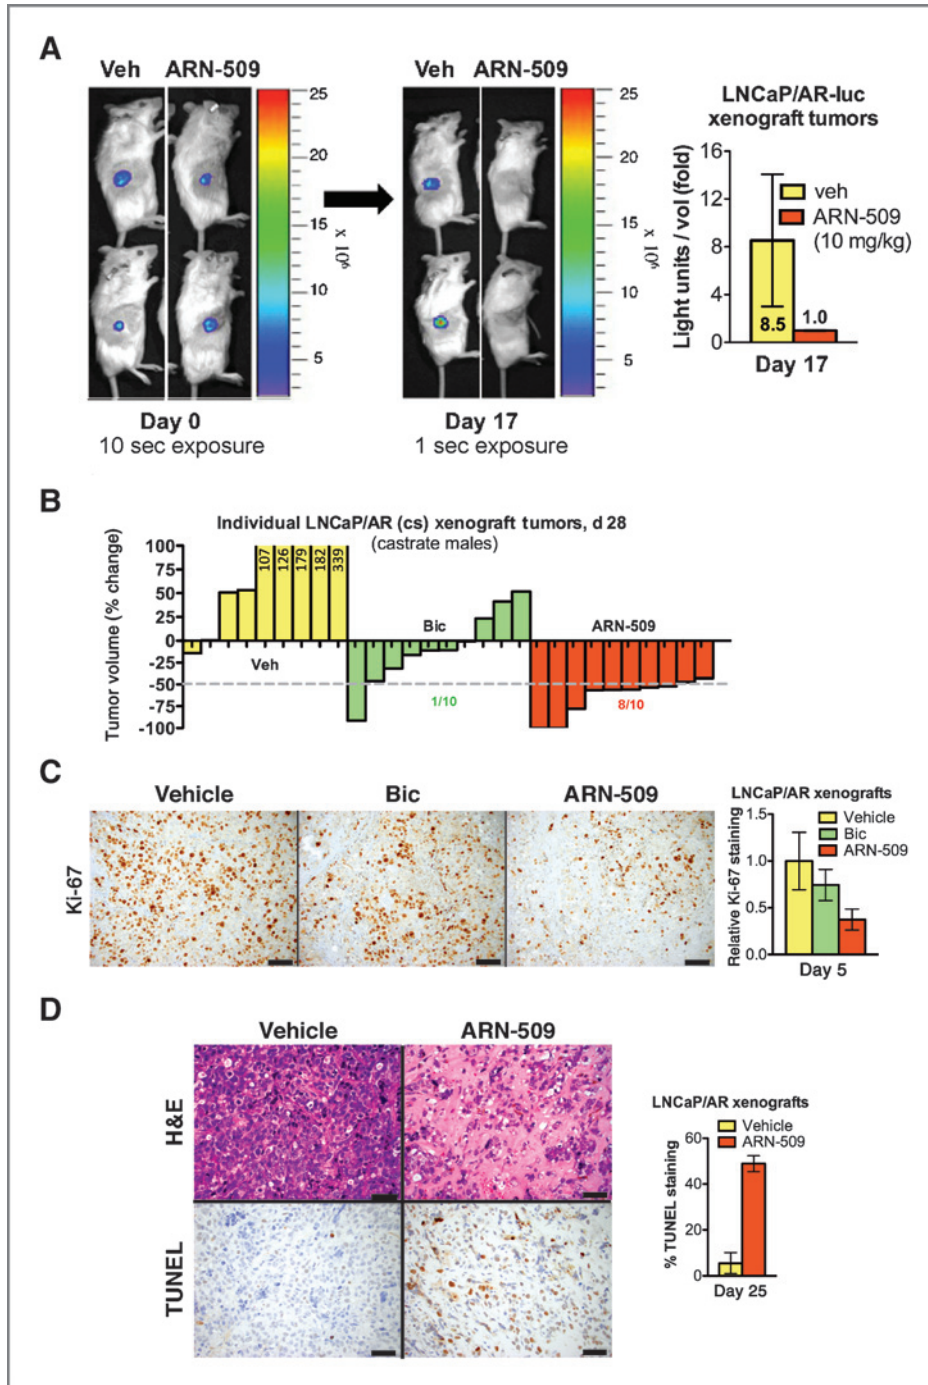 A
Veh ARN-509
25
20
15
10
5
x 10⁶
Day 0
10 sec exposure
Veh ARN-509
25
20
15
10
5
x 10⁶
Day 17
1 sec exposure
LNCaP/AR-luc
xenograft tumors
Light units / vol (fold)
16
12
8
4
0
veh
ARN-509
(10 mg/kg)
8.5
1.0
Day 17
B
Individual LNCaP/AR (cs) xenograft tumors, d 28
(castrate males)
Tumor volume (% change)
100
75
50
25
0
-25
-50
-75
-100
107
126
179
182
339
Veh
Bic
ARN-509
1/10
8/10
C
Vehicle Bic ARN-509
Ki-67
LNCaP/AR xenografts
Relative Ki-67 staining
1.5
1.0
0.5
0.0
Vehicle
Bic
ARN-509
Day 5
D
Vehicle ARN-509
H&E
TUNEL
LNCaP/AR xenografts
Vehicle
ARN-509
% TUNEL staining
60
40
20
0
Day 25